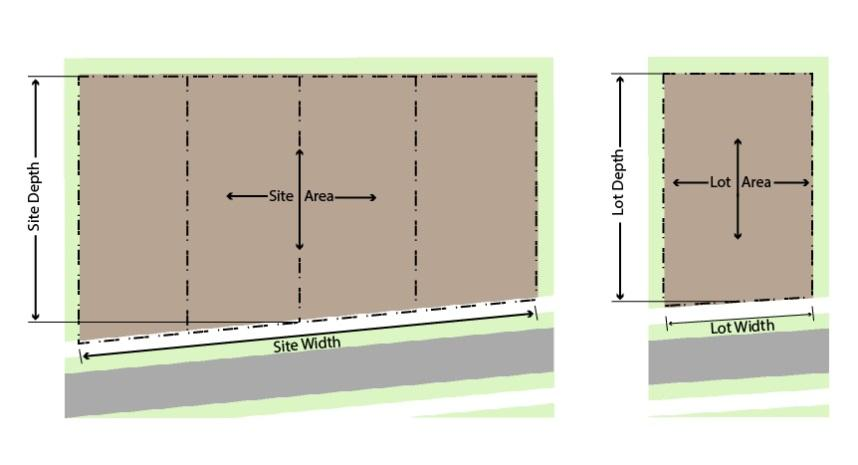 Site Depth
Site Area
Site Width
Lot Depth
Lot Area
Lot Width